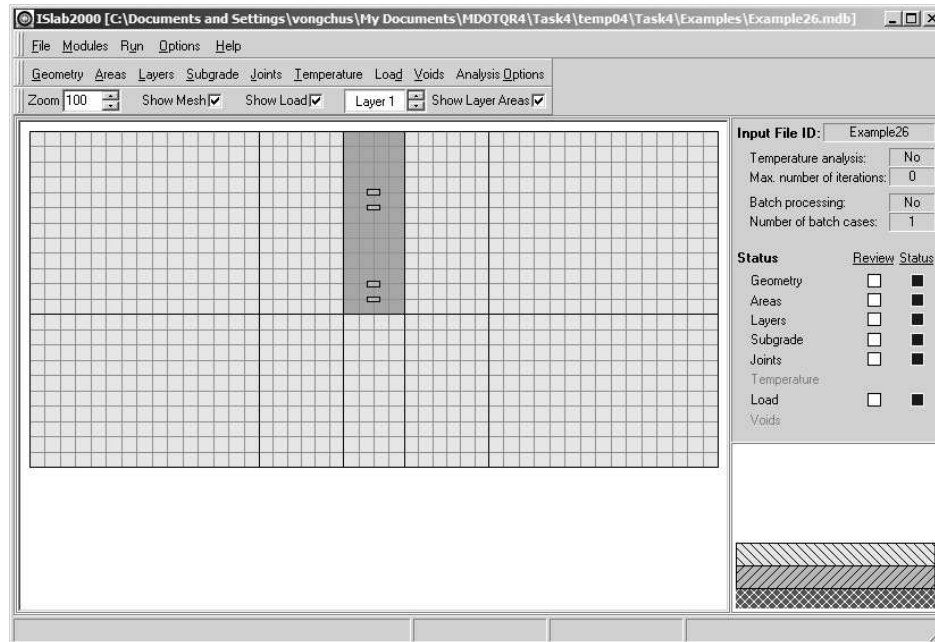 ISlab2000 [C:\Documents and Settings\vongchus\My Documents\MDOTQR4\Task4\temp04\Task4\Examples\Example26.mdb]
File Modules Run Options Help
Geometry Areas Layers Subgrade Joints Temperature Load Voids Analysis Options
Zoom 100 Show Mesh Show Load Layer 1 Show Layer Areas
Input File ID: Example26
Temperature analysis: No
Max. number of iterations: 0
Batch processing: No
Number of batch cases: 1
Status Review Status
Geometry
Areas
Layers
Subgrade
Joints
Temperature
Load
Voids